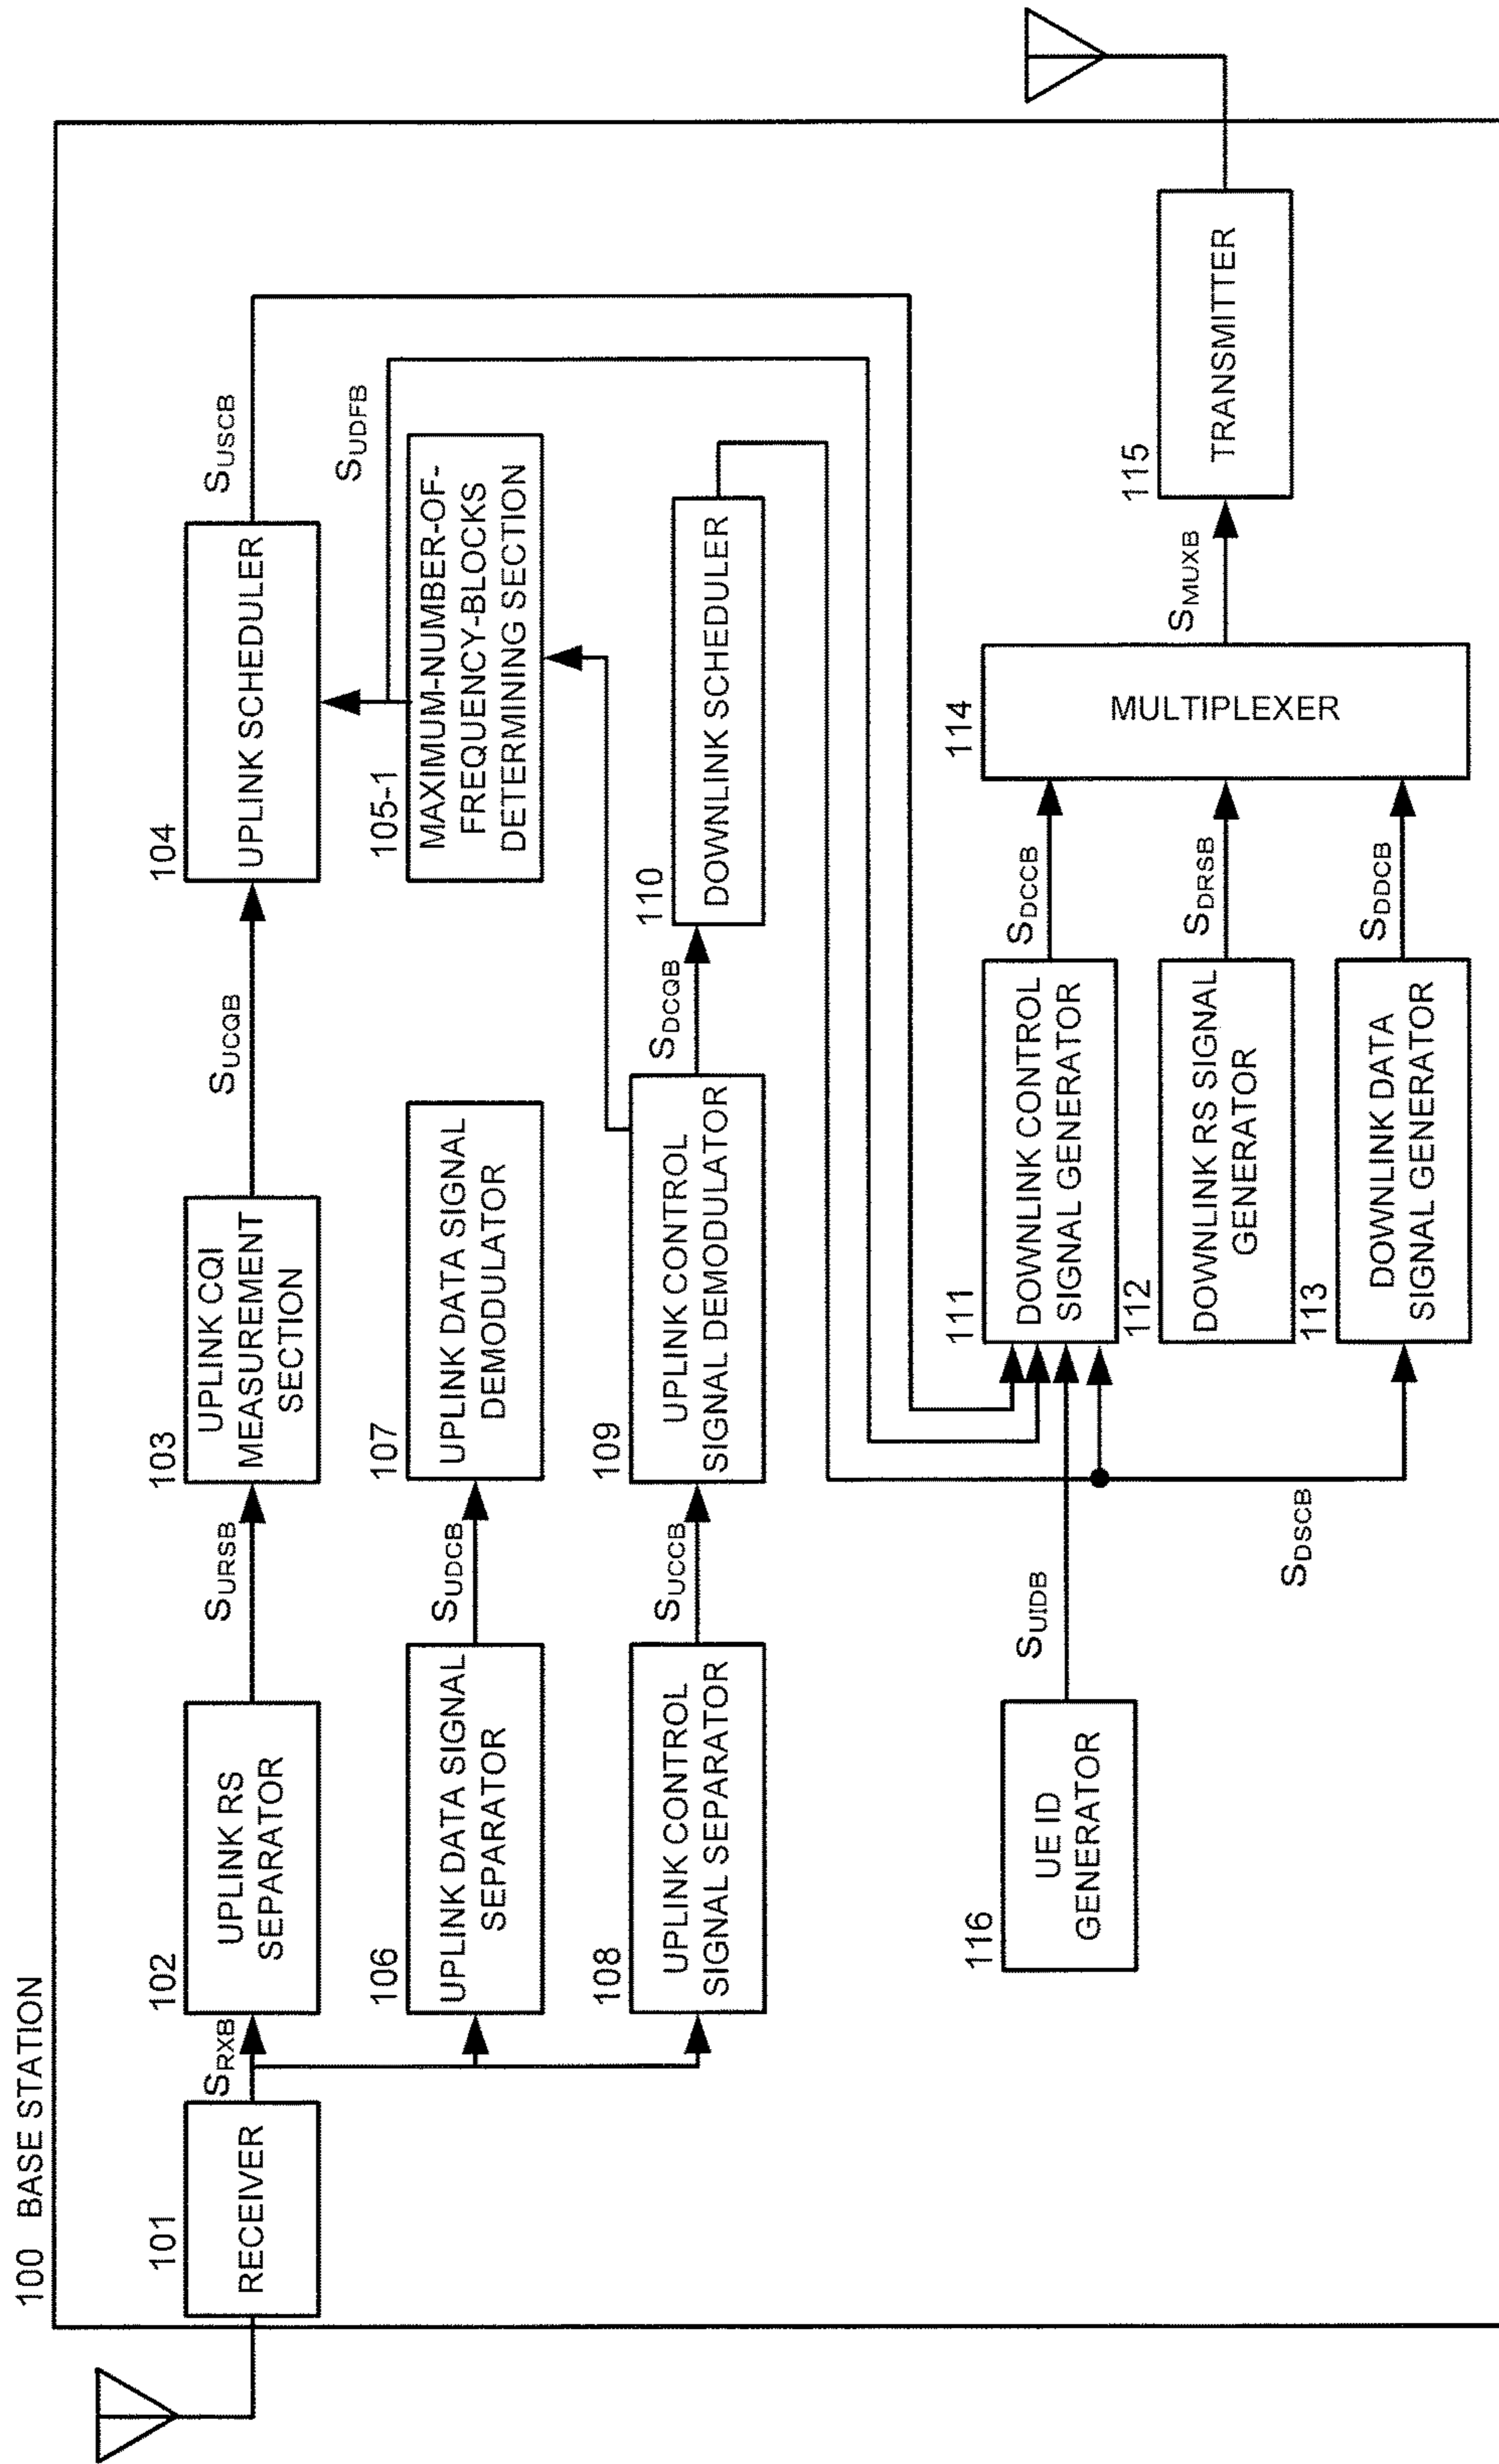 100 BASE STATION
101
RECEIVER
SRXB
102
UPLINK RS
SEPARATOR
SURSB
103
UPLINK CQI
MEASUREMENT
SECTION
SUCQB
104
UPLINK SCHEDULER
SUSCB
106
UPLINK DATA SIGNAL
SEPARATOR
SUDCB
107
UPLINK DATA SIGNAL
DEMODULATOR
105-1
MAXIMUM-NUMBER-OF-
FREQUENCY-BLOCKS
DETERMINING SECTION
SUDFB
108
UPLINK CONTROL
SIGNAL SEPARATOR
SUCCB
109
UPLINK CONTROL
SIGNAL DEMODULATOR
SDCQB
110
DOWNLINK SCHEDULER
116
UE ID
GENERATOR
SUIDB
SDSCB
111
DOWNLINK CONTROL
SIGNAL GENERATOR
SDCCB
112
DOWNLINK RS SIGNAL
GENERATOR
SDRSB
113
DOWNLINK DATA
SIGNAL GENERATOR
SDDCB
114
MULTIPLEXER
SMUXB
115
TRANSMITTER